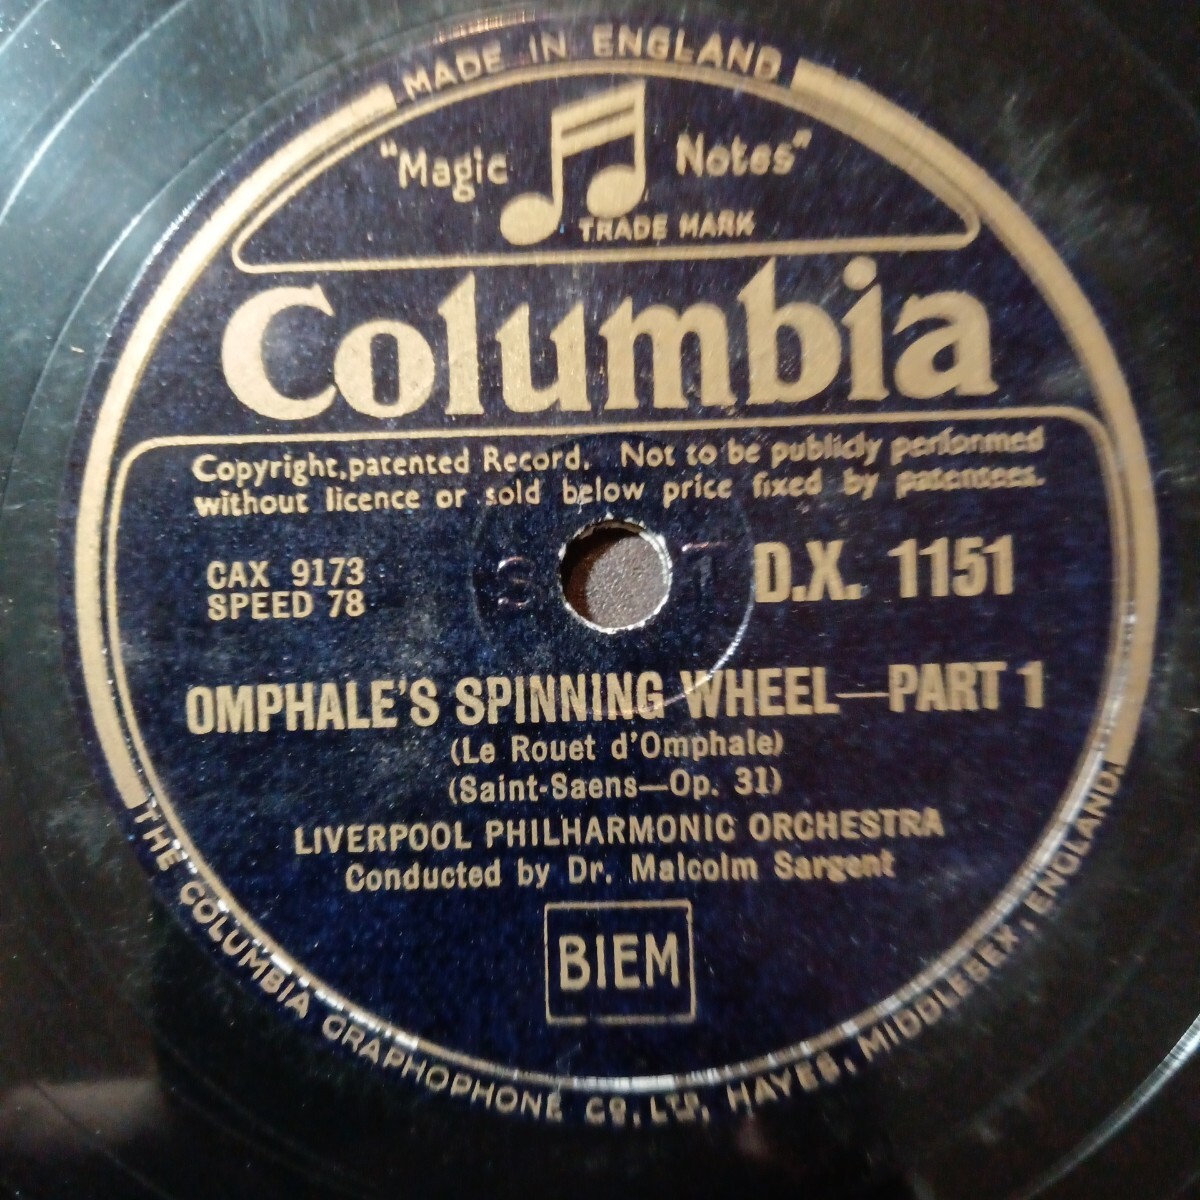 MADE IN ENGLAND
"Magic Notes"
TRADE MARK
Columbia
Copyright, patented Record. Not to be publicly performed
without licence or sold below price fixed by patentees.
CAX 9173
SPEED 78
D.X. 1151
OMPHALE'S SPINNING WHEEL—PART 1
(Le Rouet d'Omphale)
(Saint-Saens—Op. 31)
LIVERPOOL PHILHARMONIC ORCHESTRA
Conducted by Dr. Malcolm Sargent
BIEM
THE COLUMBIA GRAPHOPHONE CO. LTD, HAYES, MIDDLESEX, ENGLAND.